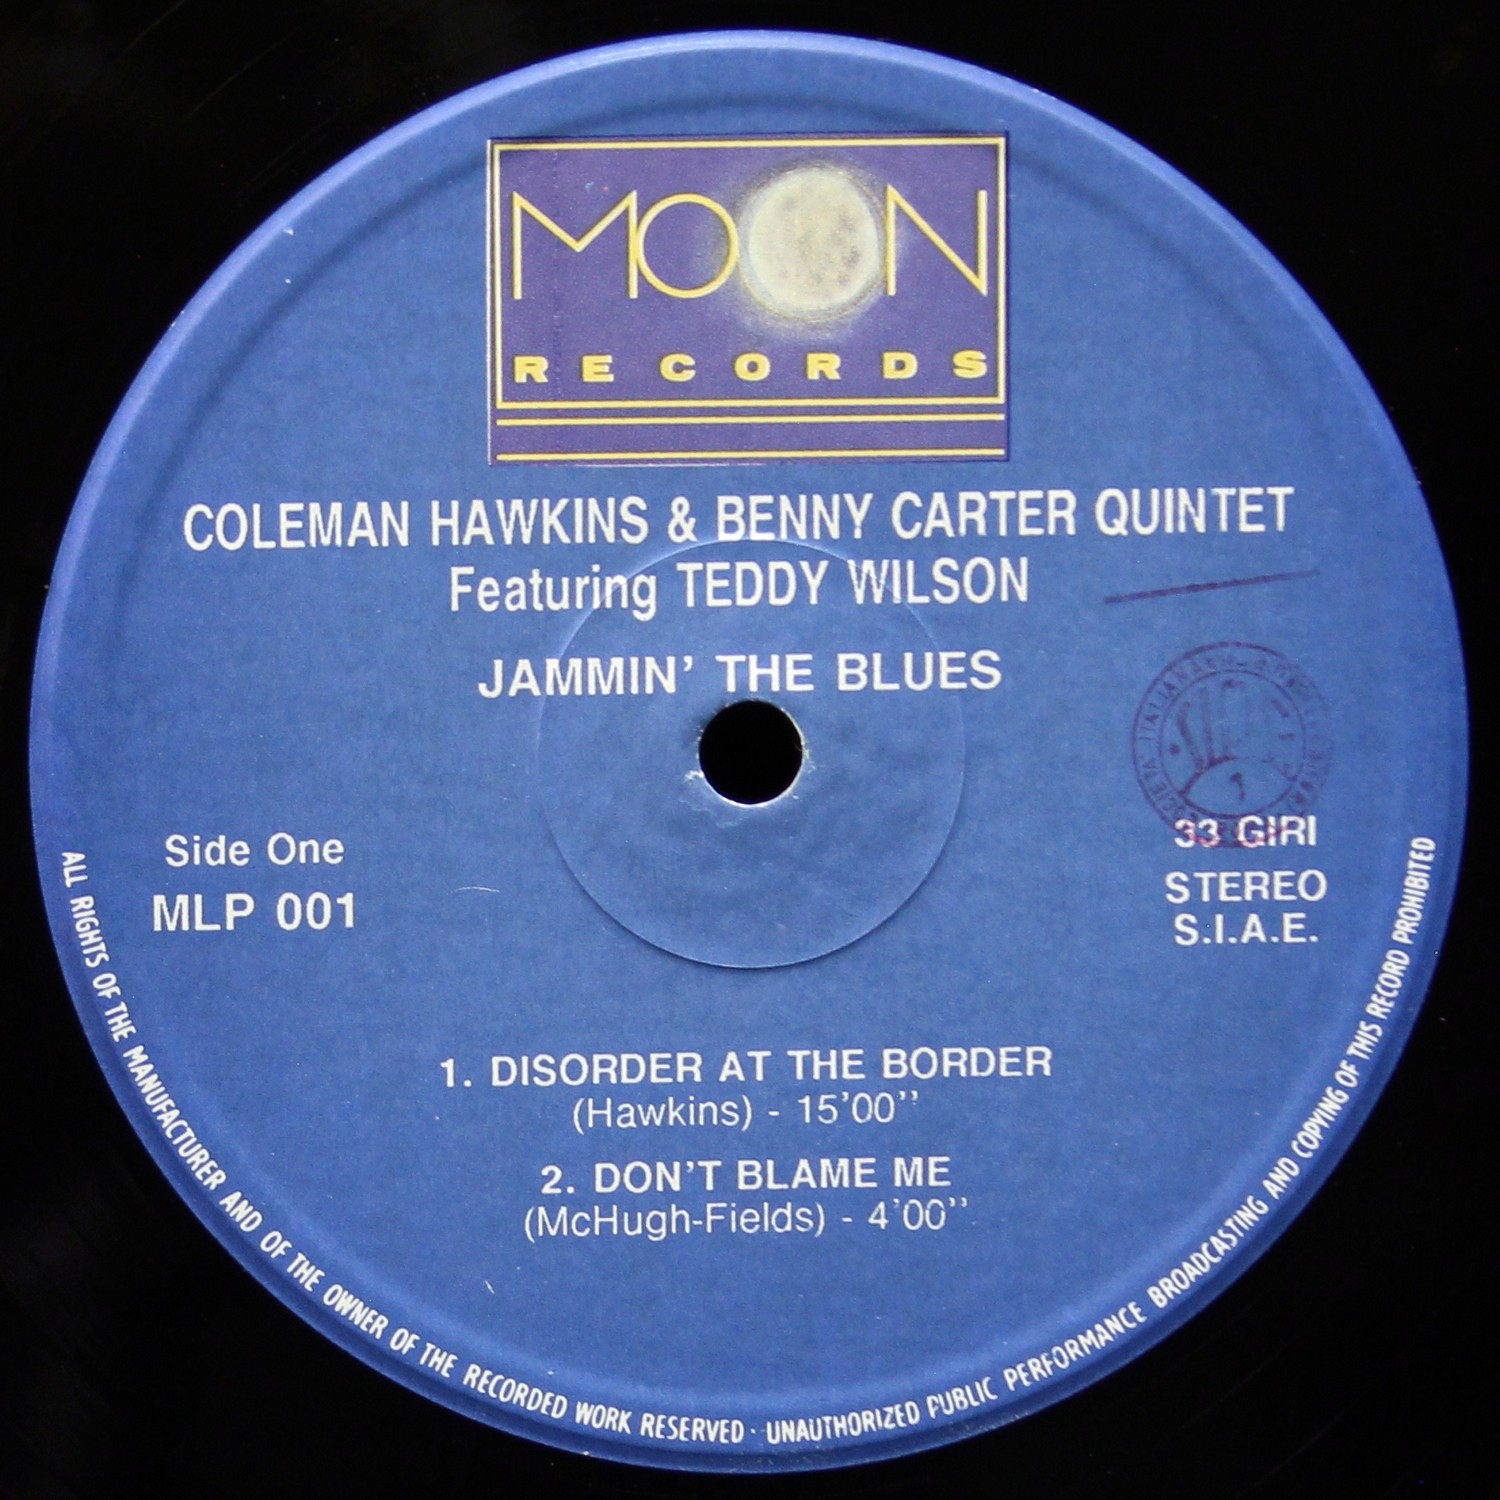 MOON
RECORDS
COLEMAN HAWKINS & BENNY CARTER QUINTET
Featuring TEDDY WILSON
JAMMIN' THE BLUES
Side One
MLP 001
SOCIETA' ITALIANA
33 GIRI
STEREO
S.I.A.E.
1. DISORDER AT THE BORDER
(Hawkins) - 15'00''
2. DON'T BLAME ME
(McHugh-Fields) - 4'00''
ALL RIGHTS OF THE MANUFACTURER AND OF THE OWNER OF THE RECORDED WORK RESERVED · UNAUTHORIZED PUBLIC PERFORMANCE BROADCASTING AND COPYING OF THIS RECORD PROHIBITED